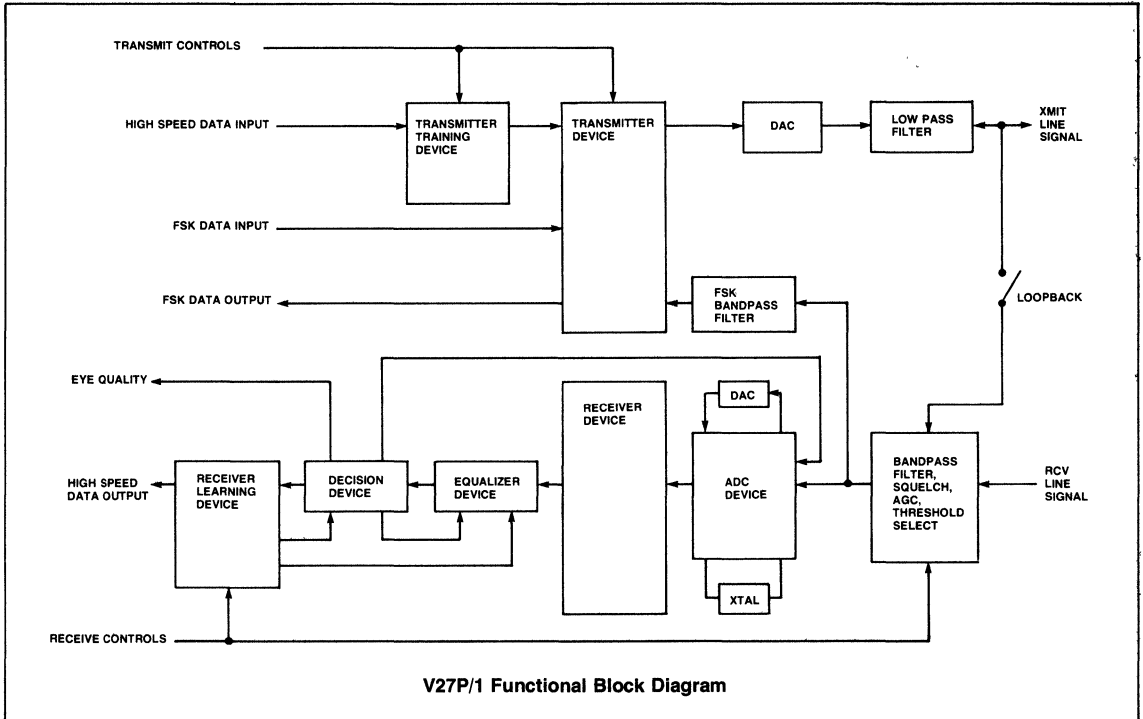 TRANSMIT CONTROLS
HIGH SPEED DATA INPUT
TRANSMITTER
TRAINING
DEVICE
TRANSMITTER
DEVICE
DAC
LOW PASS
FILTER
XMIT
LINE
SIGNAL
FSK DATA INPUT
FSK DATA OUTPUT
FSK
BANDPASS
FILTER
LOOPBACK
EYE QUALITY
RECEIVER
DEVICE
DAC
HIGH SPEED
DATA OUTPUT
RECEIVER
LEARNING
DEVICE
DECISION
DEVICE
EQUALIZER
DEVICE
ADC
DEVICE
BANDPASS
FILTER,
SQUELCH,
AGC,
THRESHOLD
SELECT
RCV
LINE
SIGNAL
XTAL
RECEIVE CONTROLS
V27P/1 Functional Block Diagram